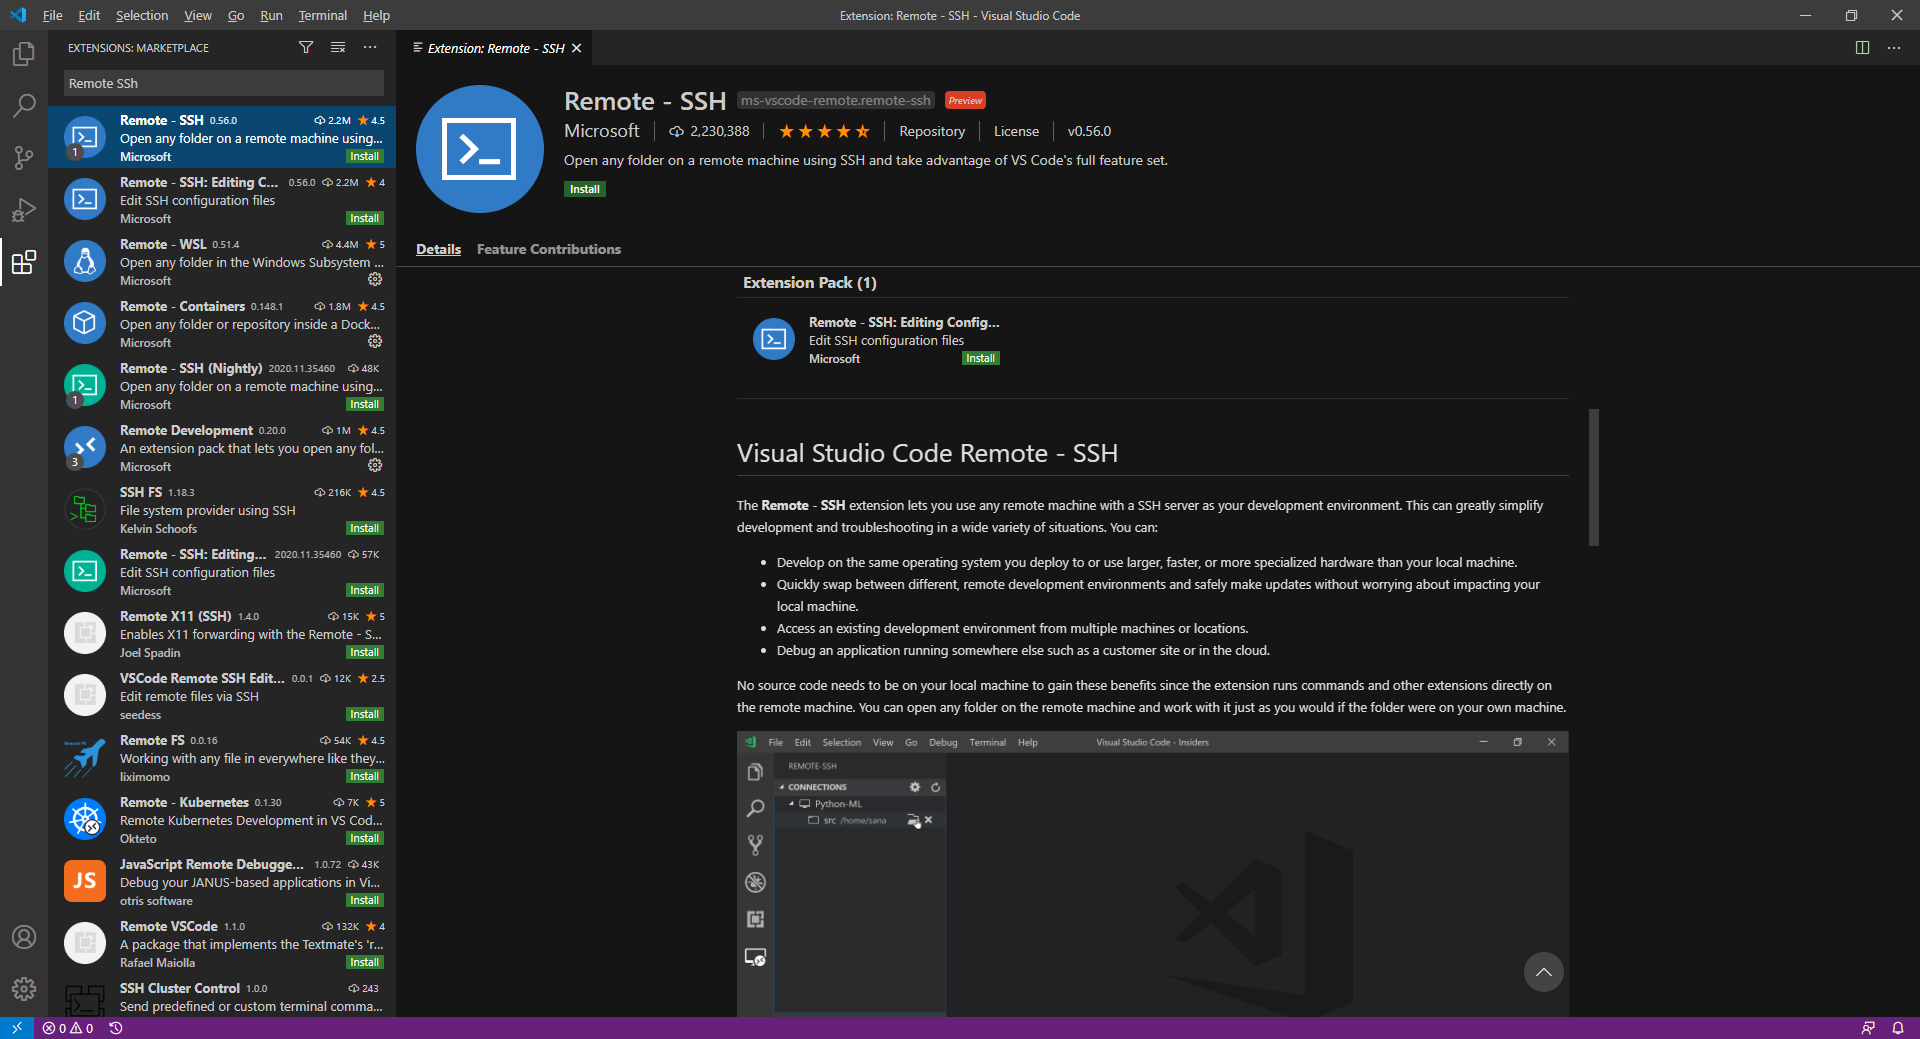 File Edit Selection View Go Run Terminal Help
Extension: Remote - SSH - Visual Studio Code
EXTENSIONS: MARKETPLACE
Remote SSh
Remote - SSH 0.56.0 2.2M 4.5
Open any folder on a remote machine using...
Microsoft Install
1
Remote - SSH: Editing C... 0.56.0 2.2M 4
Edit SSH configuration files
Microsoft Install
Remote - WSL 0.51.4 4.4M 5
Open any folder in the Windows Subsystem ...
Microsoft
Remote - Containers 0.148.1 1.8M 4.5
Open any folder or repository inside a Dock...
Microsoft
Remote - SSH (Nightly) 2020.11.35460 48K
Open any folder on a remote machine using...
Microsoft Install
1
Remote Development 0.20.0 1M 4.5
An extension pack that lets you open any fol...
Microsoft
3
SSH FS 1.18.3 216K 4.5
File system provider using SSH
Kelvin Schoofs Install
Remote - SSH: Editing... 2020.11.35460 57K
Edit SSH configuration files
Microsoft Install
Remote X11 (SSH) 1.4.0 15K 5
Enables X11 forwarding with the Remote - S...
Joel Spadin Install
VSCode Remote SSH Edit... 0.0.1 12K 2.5
Edit remote files via SSH
seedess Install
Remote FS 0.0.16 54K 4.5
Working with any file in everywhere like they...
liximomo Install
Remote - Kubernetes 0.1.30 7K 5
Remote Kubernetes Development in VS Cod...
Okteto Install
JS
JavaScript Remote Debugge... 1.0.72 43K
Debug your JANUS-based applications in Vi...
otris software Install
Remote VSCode 1.1.0 132K 4
A package that implements the Textmate's 'r...
Rafael Maiolla Install
SSH Cluster Control 1.0.0 243
Send predefined or custom terminal comma...
Extension: Remote - SSH
Remote - SSH ms-vscode-remote.remote-ssh Preview
Microsoft 2,230,388 Repository License v0.56.0
Open any folder on a remote machine using SSH and take advantage of VS Code's full feature set.
Install
Details Feature Contributions
Extension Pack (1)
Remote - SSH: Editing Config...
Edit SSH configuration files
Microsoft Install
Visual Studio Code Remote - SSH
The Remote - SSH extension lets you use any remote machine with a SSH server as your development environment. This can greatly simplify
development and troubleshooting in a wide variety of situations. You can:
• Develop on the same operating system you deploy to or use larger, faster, or more specialized hardware than your local machine.
• Quickly swap between different, remote development environments and safely make updates without worrying about impacting your
local machine.
• Access an existing development environment from multiple machines or locations.
• Debug an application running somewhere else such as a customer site or in the cloud.
No source code needs to be on your local machine to gain these benefits since the extension runs commands and other extensions directly on
the remote machine. You can open any folder on the remote machine and work with it just as you would if the folder were on your own machine.
File Edit Selection View Go Debug Terminal Help Visual Studio Code - Insiders
REMOTE-SSH
CONNECTIONS
Python-ML
src /home/sana
0 0